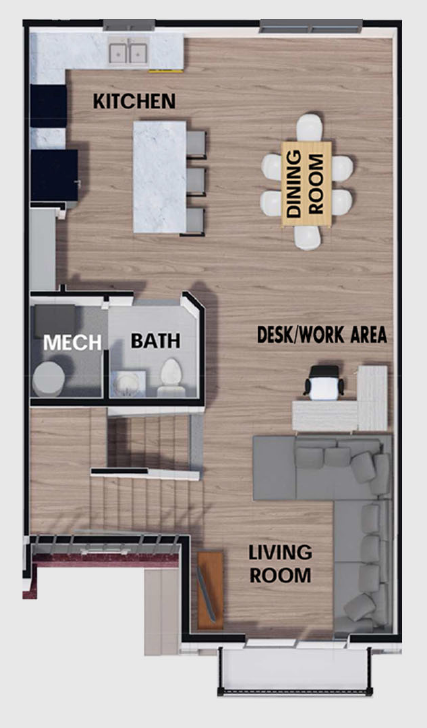 KITCHEN
DINING
ROOM
DESK/WORK AREA
MECH
BATH
LIVING
ROOM